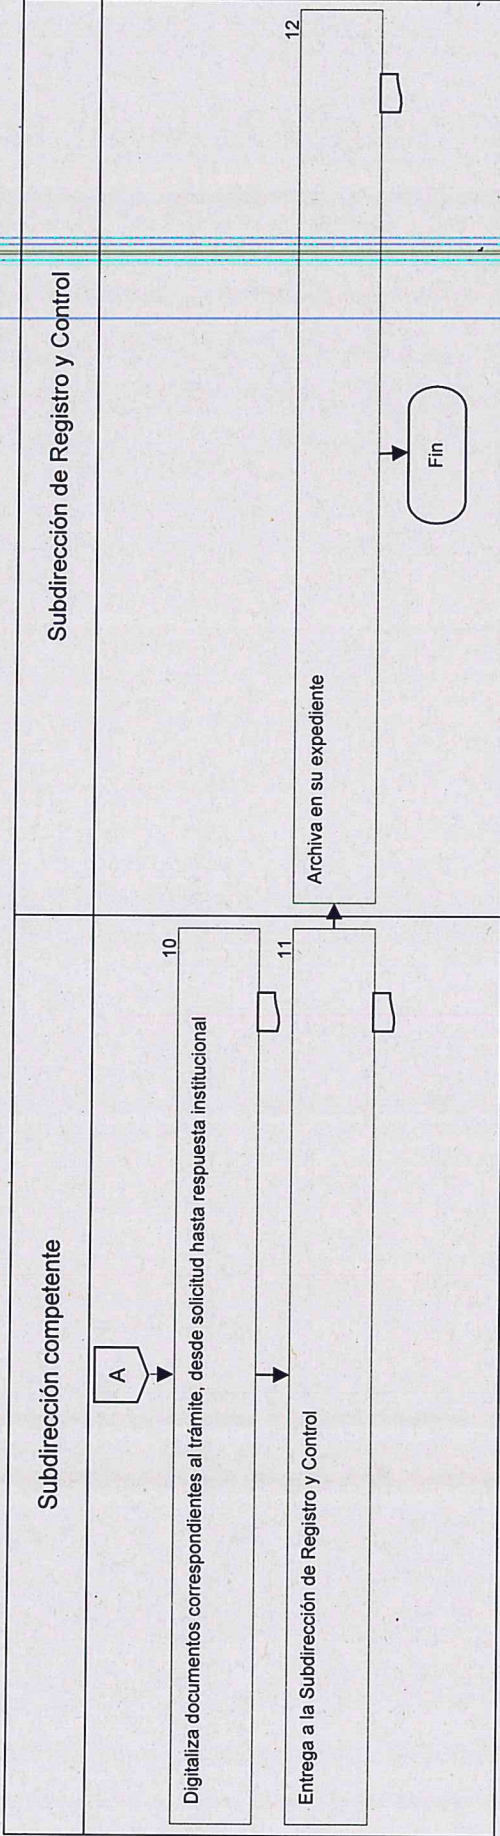 Subdirección competente
Subdirección de Registro y Control
A
10
Digitaliza documentos correspondientes al trámite, desde solicitud hasta respuesta institucional
11
Entrega a la Subdirección de Registro y Control
12
Archiva en su expediente
Fin